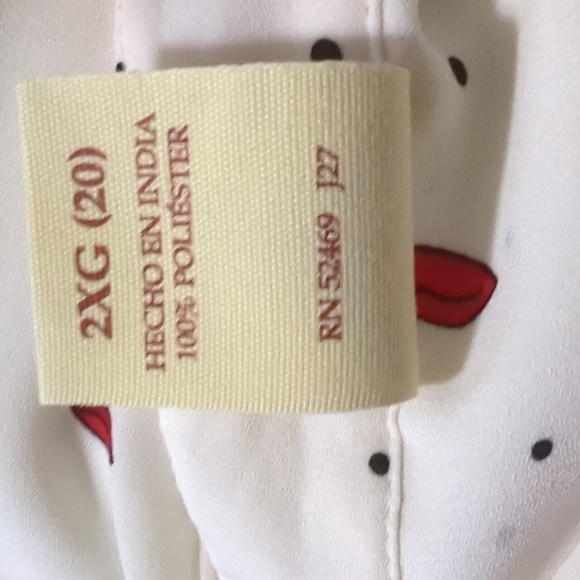 2XG (20)
HECHO EN INDIA
100% POLIÉSTER
RN 52469 J27